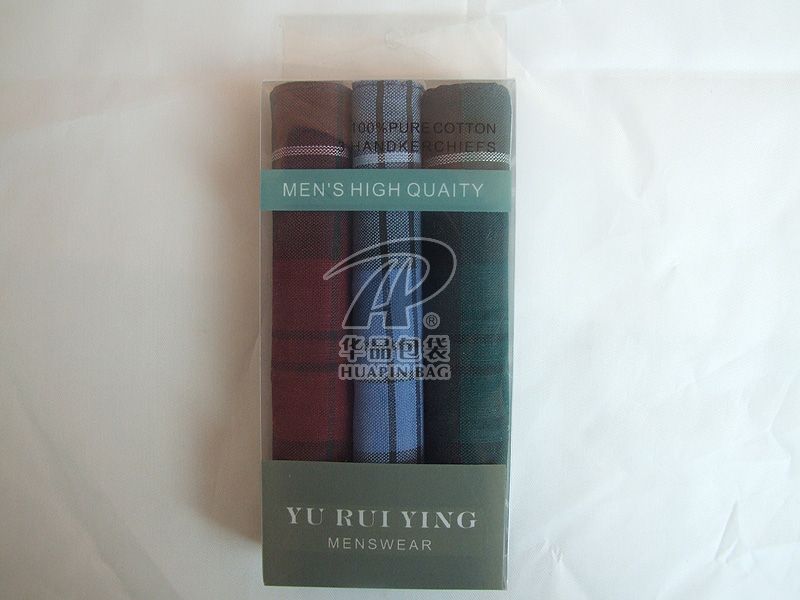 100% PURE COTTON
HANDKERCHIEFS
MEN'S HIGH QUAITY
®
华品包袋
HUAPIN BAG
YU RUI YING
MENSWEAR